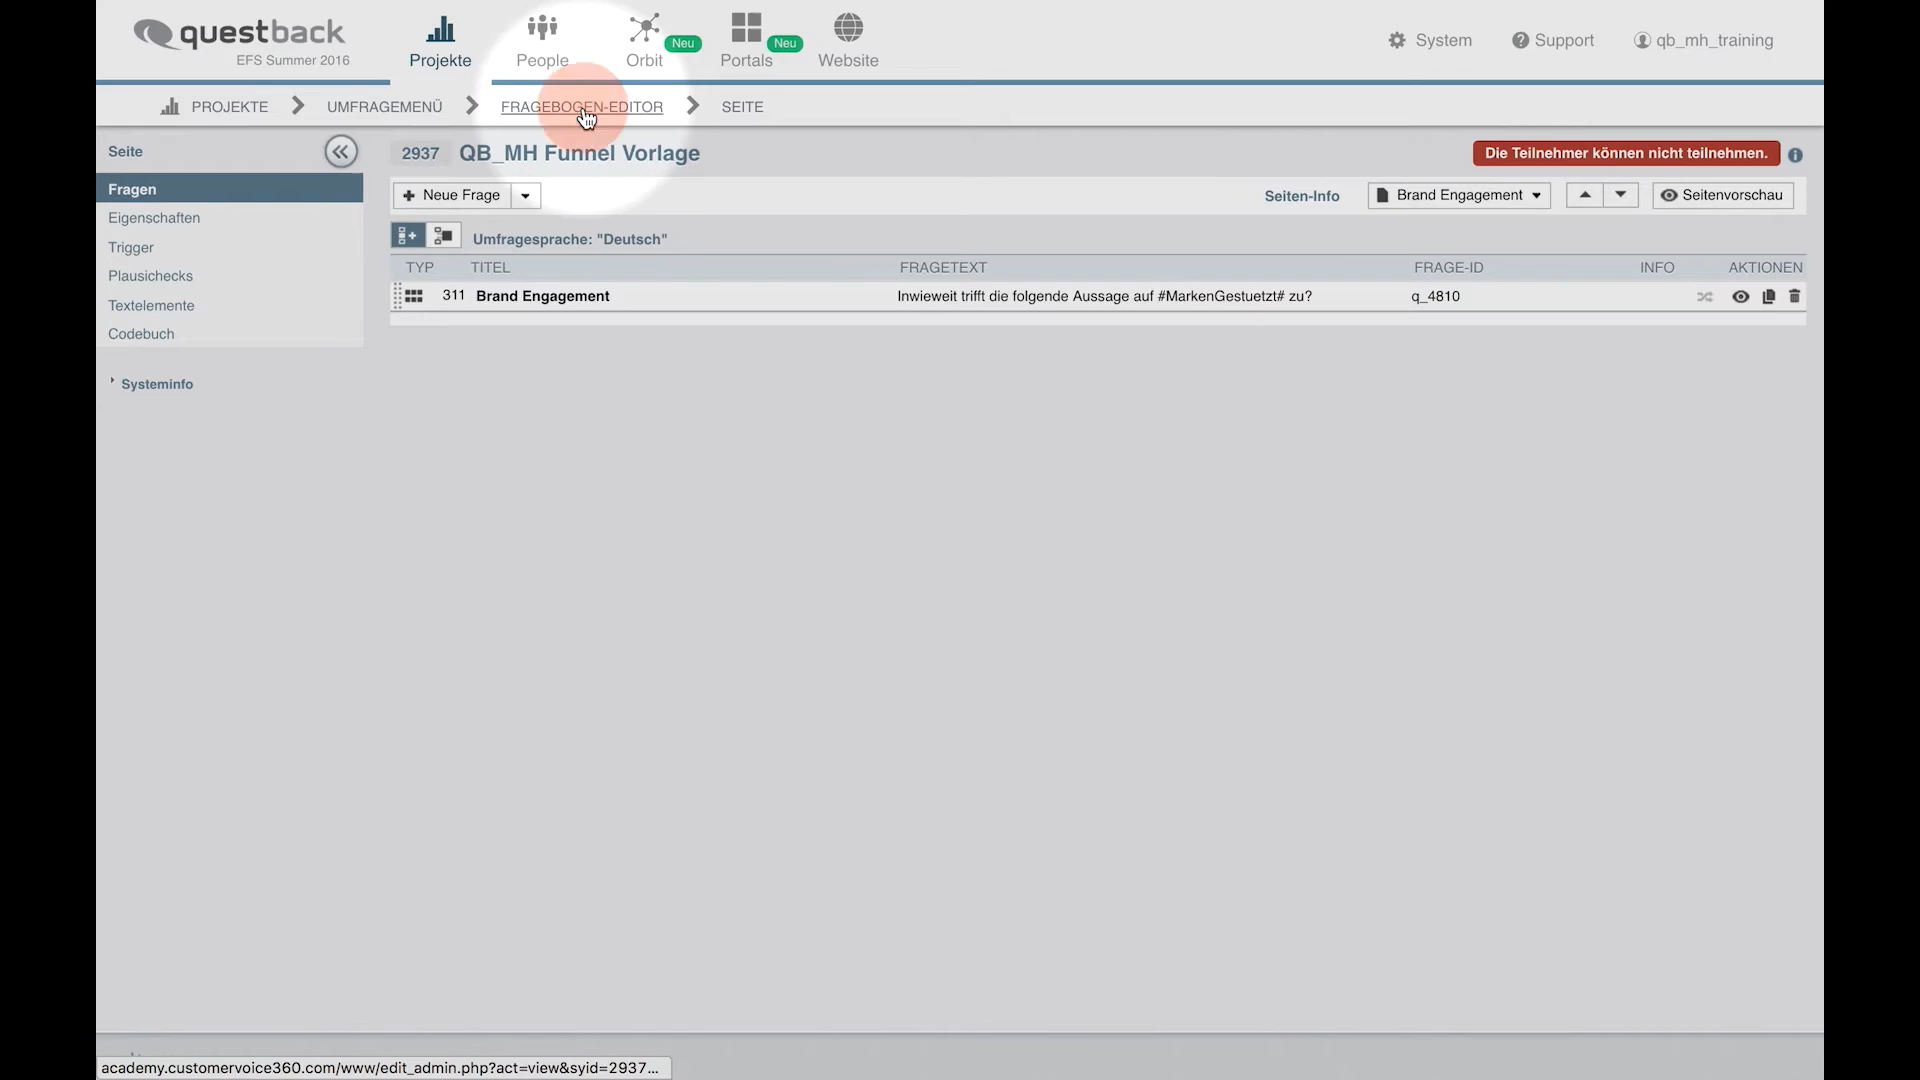 questback
EFS Summer 2016
Projekte
People
Orbit
Neu
Portals
Neu
Website
System
Support
qb_mh_training
PROJEKTE
UMFRAGEMENÜ
FRAGEBOGEN-EDITOR
SEITE
Seite
2937 QB_MH Funnel Vorlage
Die Teilnehmer können nicht teilnehmen.
Fragen
Neue Frage
Seiten-Info
Brand Engagement
Seitenvorschau
Eigenschaften
Umfragesprache: "Deutsch"
Trigger
TYP TITEL FRAGETEXT FRAGE-ID INFO AKTIONEN
Plausichecks
311 Brand Engagement Inwieweit trifft die folgende Aussage auf #MarkenGestuetzt# zu? q_4810
Textelemente
Codebuch
Systeminfo
academy.customervoice360.com/www/edit_admin.php?act=view&syid=2937...